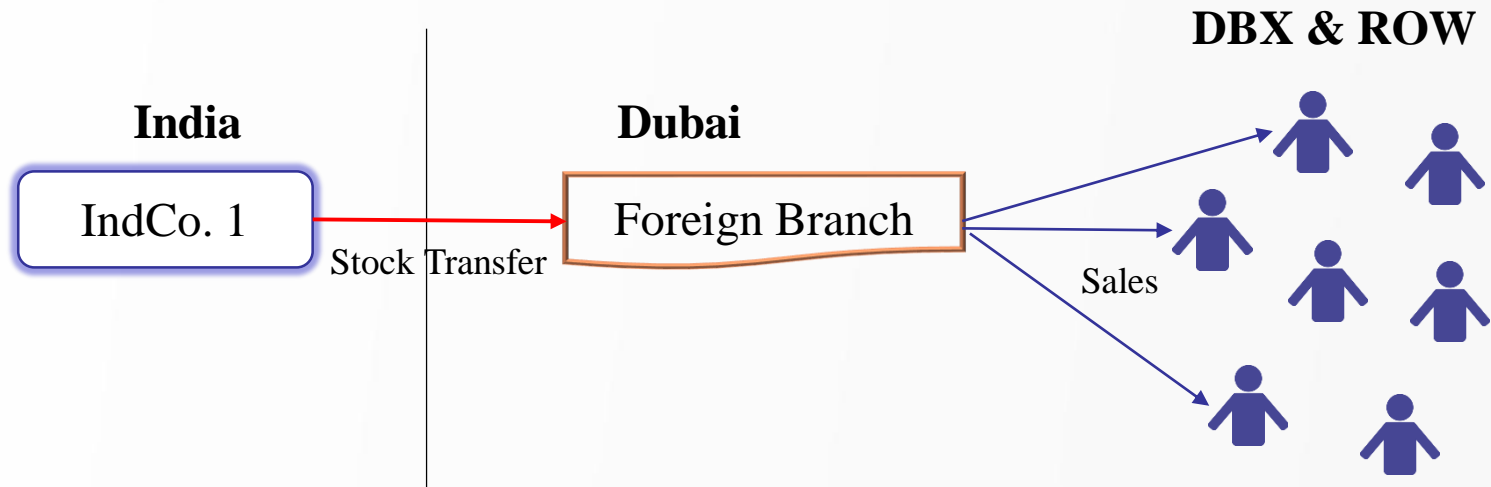 DBX & ROW
India
Dubai
IndCo. 1
Foreign Branch
Stock Transfer
Sales